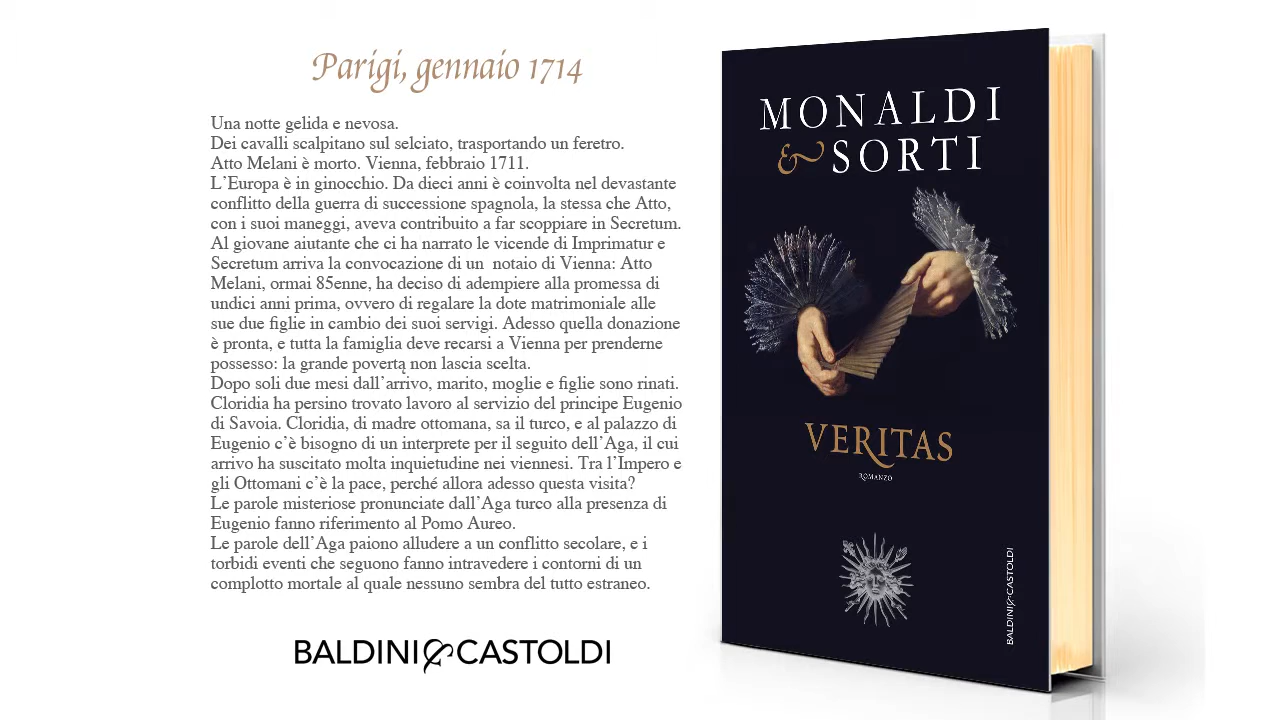 Parigi, gennaio 1714
Una notte gelida e nevosa.
Dei cavalli scalpitano sul selciato, trasportando un feretro.
Atto Melani è morto. Vienna, febbraio 1711.
L'Europa è in ginocchio. Da dieci anni è coinvolta nel devastante
conflitto della guerra di successione spagnola, la stessa che Atto,
con i suoi maneggi, aveva contribuito a far scoppiare in Secretum.
Al giovane aiutante che ci ha narrato le vicende di Imprimatur e
Secretum arriva la convocazione di un  notaio di Vienna: Atto
Melani, ormai 85enne, ha deciso di adempiere alla promessa di
undici anni prima, ovvero di regalare la dote matrimoniale alle
sue due figlie in cambio dei suoi servigi. Adesso quella donazione
è pronta, e tutta la famiglia deve recarsi a Vienna per prenderne
possesso: la grande povertą non lascia scelta.
Dopo soli due mesi dall'arrivo, marito, moglie e figlie sono rinati.
Cloridia ha persino trovato lavoro al servizio del principe Eugenio
di Savoia. Cloridia, di madre ottomana, sa il turco, e al palazzo di
Eugenio c'è bisogno di un interprete per il seguito dell'Aga, il cui
arrivo ha suscitato molta inquietudine nei viennesi. Tra l'Impero e
gli Ottomani c'è la pace, perché allora adesso questa visita?
Le parole misteriose pronunciate dall'Aga turco alla presenza di
Eugenio fanno riferimento al Pomo Aureo.
Le parole dell'Aga paiono alludere a un conflitto secolare, e i
torbidi eventi che seguono fanno intravedere i contorni di un
complotto mortale al quale nessuno sembra del tutto estraneo.
BALDINI&CASTOLDI
MONALDI
& SORTI
VERITAS
ROMANZO
BALDINI&CASTOLDI